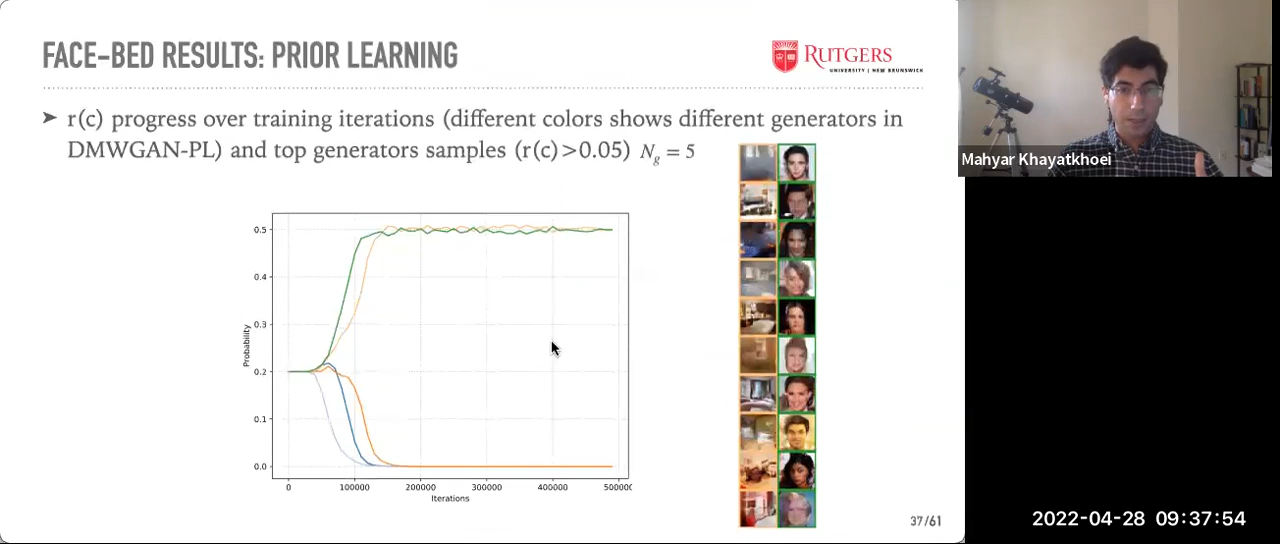 FACE-BED RESULTS: PRIOR LEARNING
RUTGERS
UNIVERSITY | NEW BRUNSWICK
➤ r(c) progress over training iterations (different colors shows different generators in
DMWGAN-PL) and top generators samples (r(c)>0.05) N_g = 5
Mahyar Khayatkhoei
0.5
0.4
0.3
0.2
0.1
0.0
Probability
0 100000 200000 300000 400000 500000
Iterations
37/61
2022-04-28 09:37:54